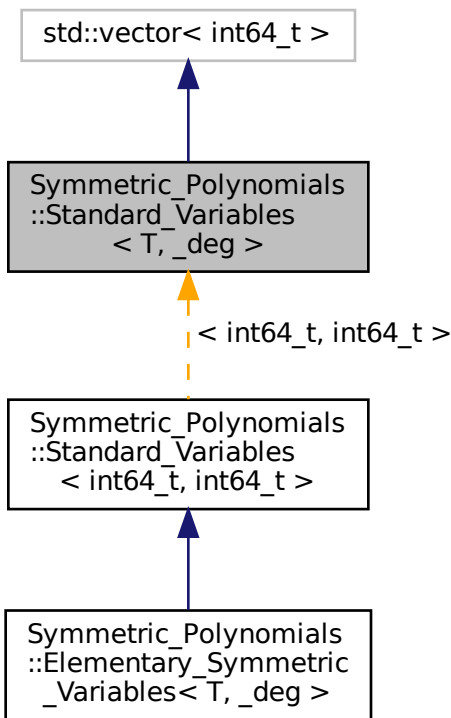 std::vector< int64_t >
Symmetric_Polynomials
::Standard_Variables
< T, _deg >
< int64_t, int64_t >
Symmetric_Polynomials
::Standard_Variables
< int64_t, int64_t >
Symmetric_Polynomials
::Elementary_Symmetric
_Variables< T, _deg >